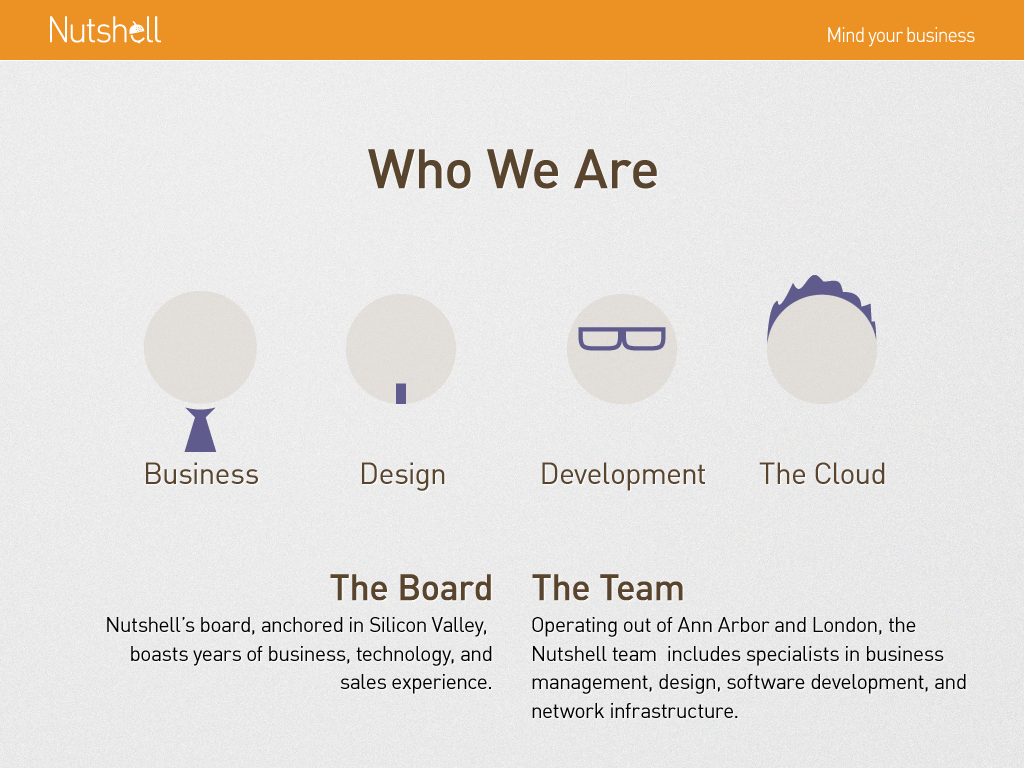 Nutshell
Mind your business
Who We Are
Business
Design
Development
The Cloud
The Board
Nutshell's board, anchored in Silicon Valley,
boasts years of business, technology, and
sales experience.
The Team
Operating out of Ann Arbor and London, the
Nutshell team  includes specialists in business
management, design, software development, and
network infrastructure.